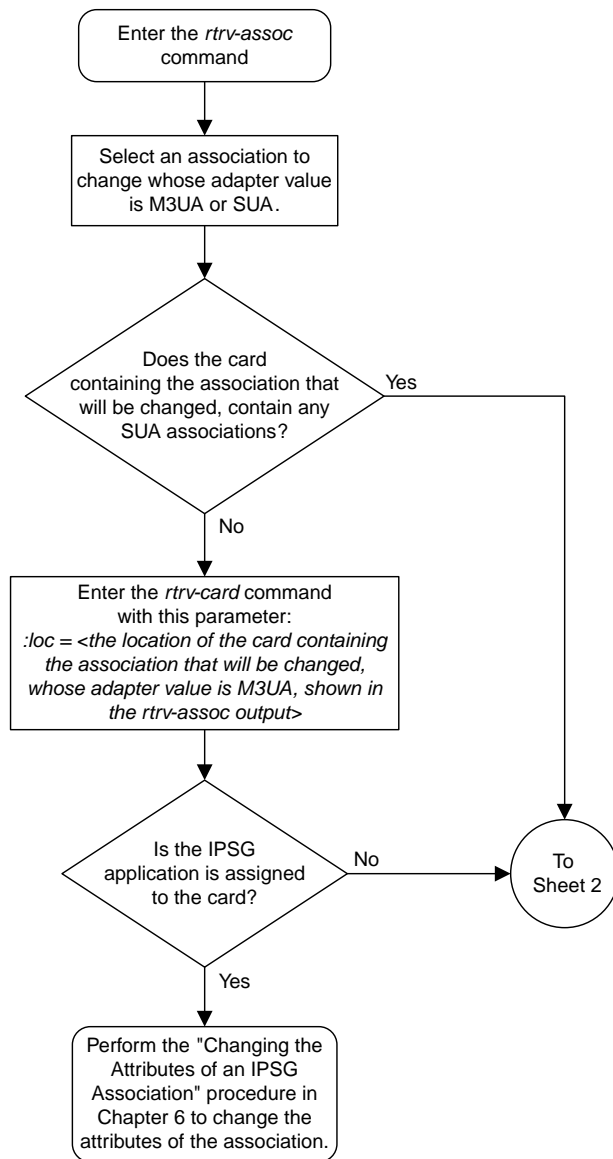 Enter the rtrv-assoc
command
Select an association to
change whose adapter value
is M3UA or SUA.
Does the card
containing the association that
will be changed, contain any
SUA associations?
Yes
No
Enter the rtrv-card command
with this parameter:
:loc = <the location of the card containing
the association that will be changed,
whose adapter value is M3UA, shown in
the rtrv-assoc output>
Is the IPSG
application is assigned
to the card?
No
To
Sheet 2
Yes
Perform the "Changing the
Attributes of an IPSG
Association" procedure in
Chapter 6 to change the
attributes of the association.